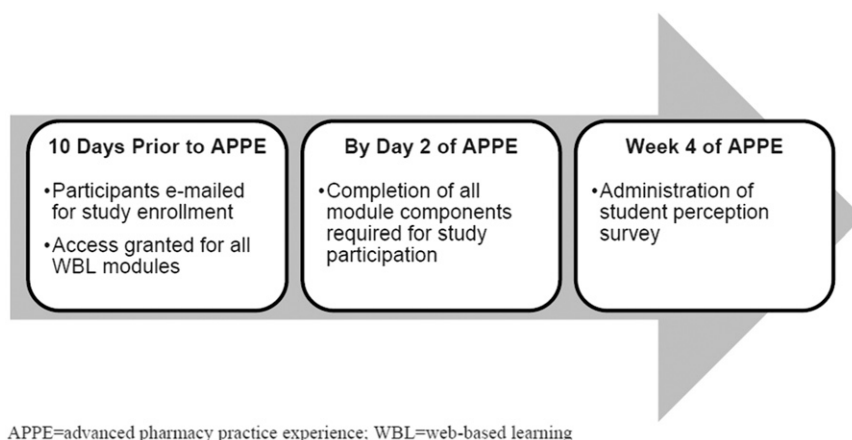 10 Days Prior to APPE
•Participants e-mailed
for study enrollment
•Access granted for all
WBL modules
By Day 2 of APPE
•Completion of all
module components
required for study
participation
Week 4 of APPE
•Administration of
student perception
survey
APPE=advanced pharmacy practice experience; WBL=web-based learning